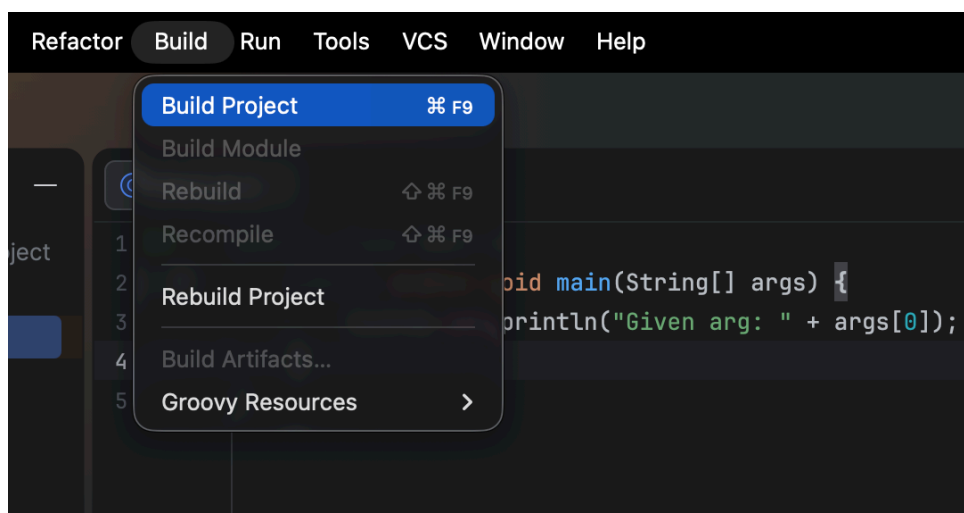 Refactor Build Run Tools VCS Window Help
Build Project ⌘ F9
Build Module
Rebuild ⇧ ⌘ F9
Recompile ⇧ ⌘ F9
Rebuild Project
Build Artifacts...
Groovy Resources >
ject
1
2 oid main(String[] args) {
3 println("Given arg: " + args[0]);
4
5